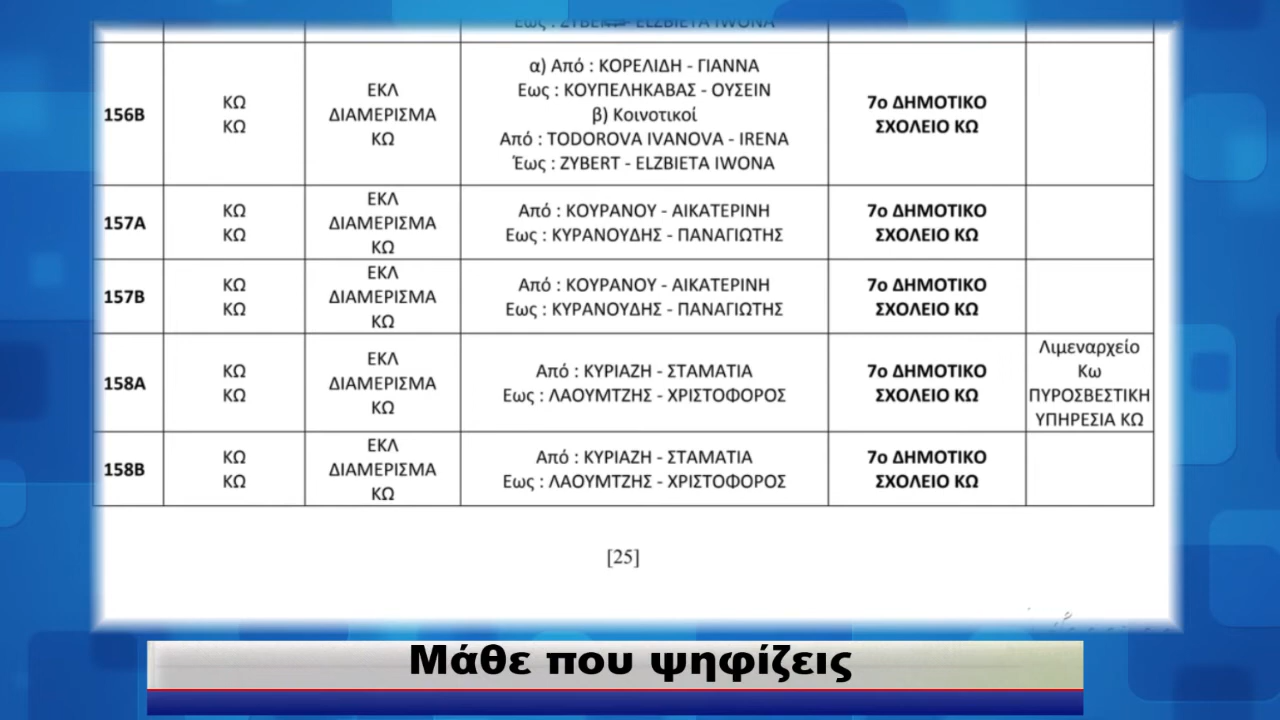 Έως : ZYBERT - ELZBIETA IWONA
156Β
ΚΩ
ΚΩ
ΕΚΛ
ΔΙΑΜΕΡΙΣΜΑ
ΚΩ
α) Από : ΚΟΡΕΛΙΔΗ - ΓΙΑΝΝΑ
Εως : ΚΟΥΠΕΛΗΚΑΒΑΣ - ΟΥΣΕΙΝ
β) Κοινοτικοί
Από : TODOROVA IVANOVA - IRENA
Έως : ZYBERT - ELZBIETA IWONA
7ο ΔΗΜΟΤΙΚΟ
ΣΧΟΛΕΙΟ ΚΩ
157Α
ΚΩ
ΚΩ
ΕΚΛ
ΔΙΑΜΕΡΙΣΜΑ
ΚΩ
Από : ΚΟΥΡΑΝΟΥ - ΑΙΚΑΤΕΡΙΝΗ
Εως : ΚΥΡΑΝΟΥΔΗΣ - ΠΑΝΑΓΙΩΤΗΣ
7ο ΔΗΜΟΤΙΚΟ
ΣΧΟΛΕΙΟ ΚΩ
157Β
ΚΩ
ΚΩ
ΕΚΛ
ΔΙΑΜΕΡΙΣΜΑ
ΚΩ
Από : ΚΟΥΡΑΝΟΥ - ΑΙΚΑΤΕΡΙΝΗ
Εως : ΚΥΡΑΝΟΥΔΗΣ - ΠΑΝΑΓΙΩΤΗΣ
7ο ΔΗΜΟΤΙΚΟ
ΣΧΟΛΕΙΟ ΚΩ
158Α
ΚΩ
ΚΩ
ΕΚΛ
ΔΙΑΜΕΡΙΣΜΑ
ΚΩ
Από : ΚΥΡΙΑΖΗ - ΣΤΑΜΑΤΙΑ
Εως : ΛΑΟΥΜΤΖΗΣ - ΧΡΙΣΤΟΦΟΡΟΣ
7ο ΔΗΜΟΤΙΚΟ
ΣΧΟΛΕΙΟ ΚΩ
Λιμεναρχείο
Κω
ΠΥΡΟΣΒΕΣΤΙΚΗ
ΥΠΗΡΕΣΙΑ ΚΩ
158Β
ΚΩ
ΚΩ
ΕΚΛ
ΔΙΑΜΕΡΙΣΜΑ
ΚΩ
Από : ΚΥΡΙΑΖΗ - ΣΤΑΜΑΤΙΑ
Εως : ΛΑΟΥΜΤΖΗΣ - ΧΡΙΣΤΟΦΟΡΟΣ
7ο ΔΗΜΟΤΙΚΟ
ΣΧΟΛΕΙΟ ΚΩ
[25]
Μάθε που ψηφίζεις